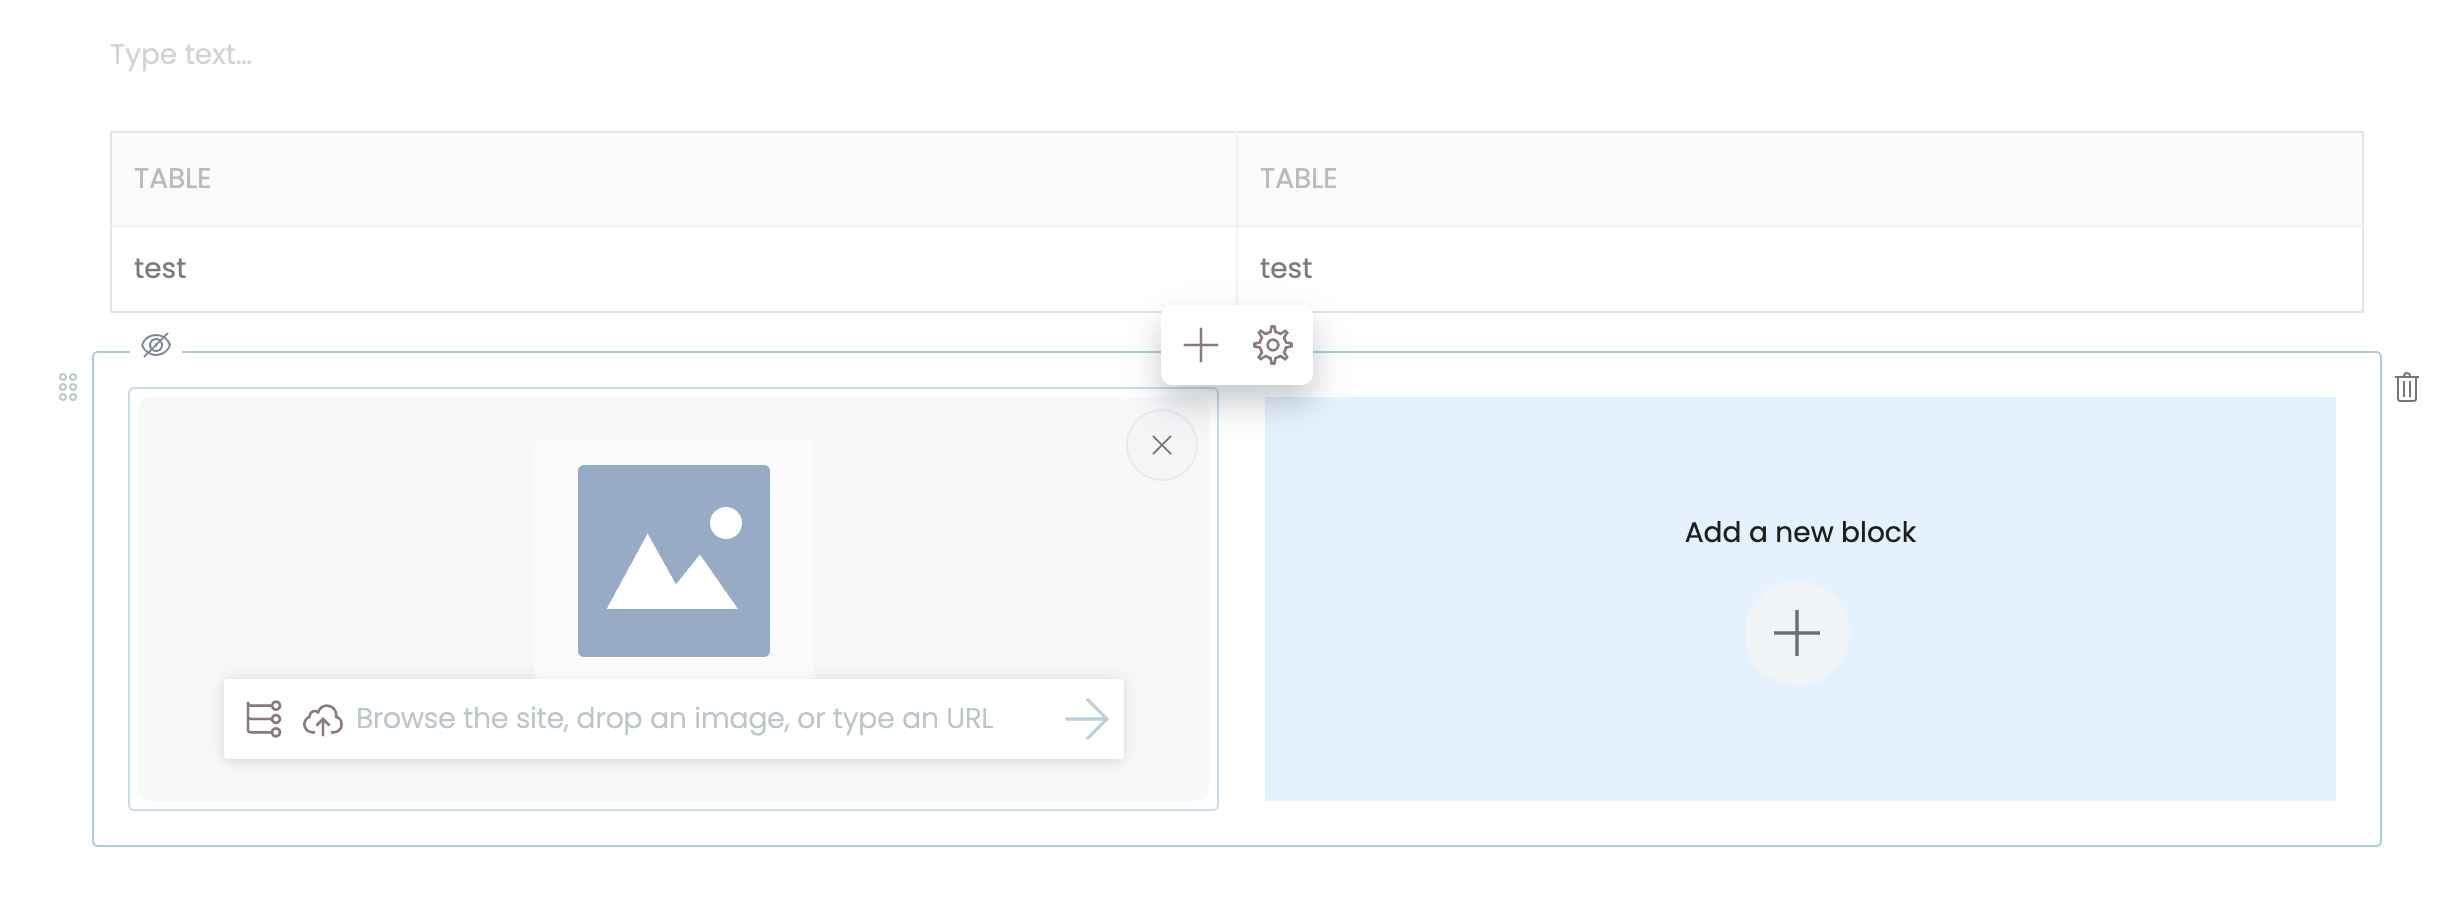 Type text...
TABLE TABLE
test test
Add a new block
Browse the site, drop an image, or type an URL